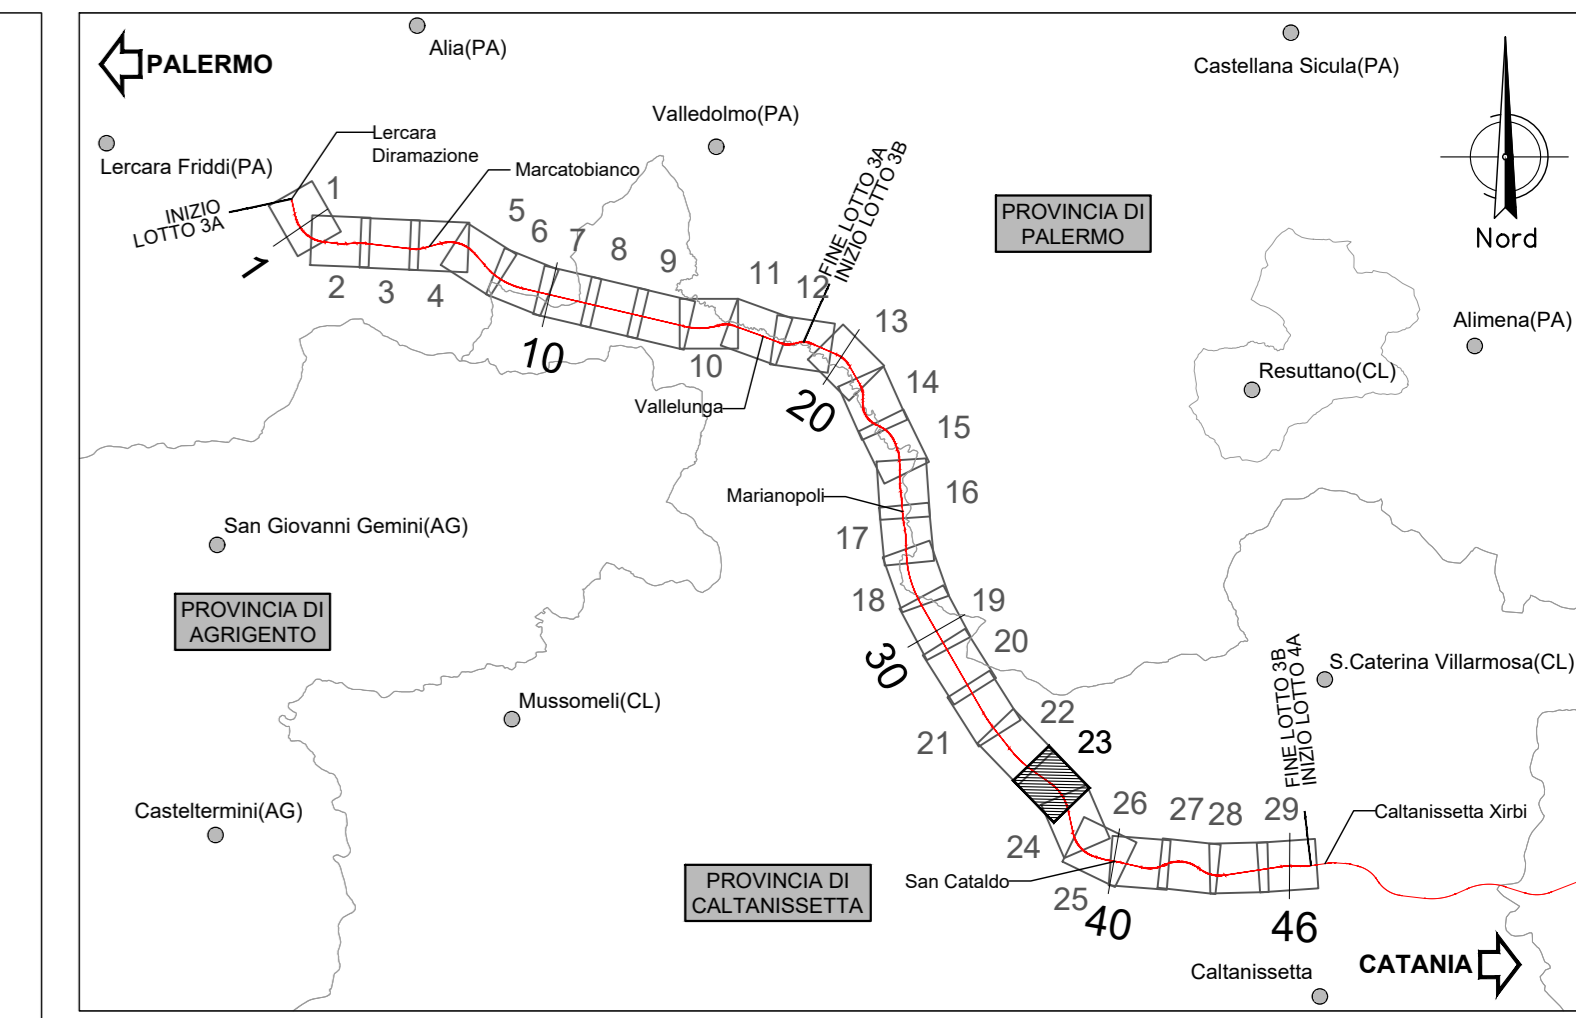 PALERMO
Alia(PA)
Castellana Sicula(PA)
Valledolmo(PA)
Lercara
Diramazione
Lercara Friddi(PA)
Marcatobianco
INIZIO
LOTTO 3A
FINE LOTTO 3A
INIZIO LOTTO 3B
PROVINCIA DI
PALERMO
Nord
1
1
2
3
4
5
6
7
8
9
10
10
11
12
13
20
14
15
Vallelunga
Alimena(PA)
Resuttano(CL)
Marianopoli
16
17
San Giovanni Gemini(AG)
PROVINCIA DI
AGRIGENTO
18
19
20
30
Mussomeli(CL)
S.Caterina Villarmosa(CL)
FINE LOTTO 3B
INIZIO LOTTO 4A
21
22
23
Casteltermini(AG)
24
25
26
27
28
29
Caltanissetta Xirbi
San Cataldo
PROVINCIA DI
CALTANISSETTA
40
46
CATANIA
Caltanissetta